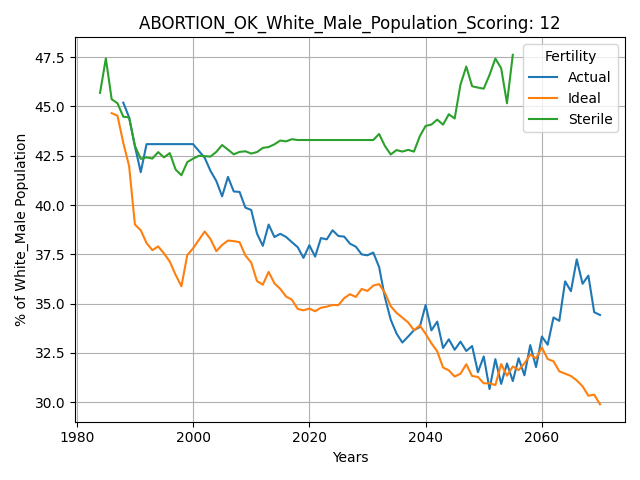 ABORTION_OK_White_Male_Population_Scoring: 12
% of White_Male Population
47.5
45.0
42.5
40.0
37.5
35.0
32.5
30.0
Fertility
Actual
Ideal
Sterile
1980
2000
2020
2040
2060
Years